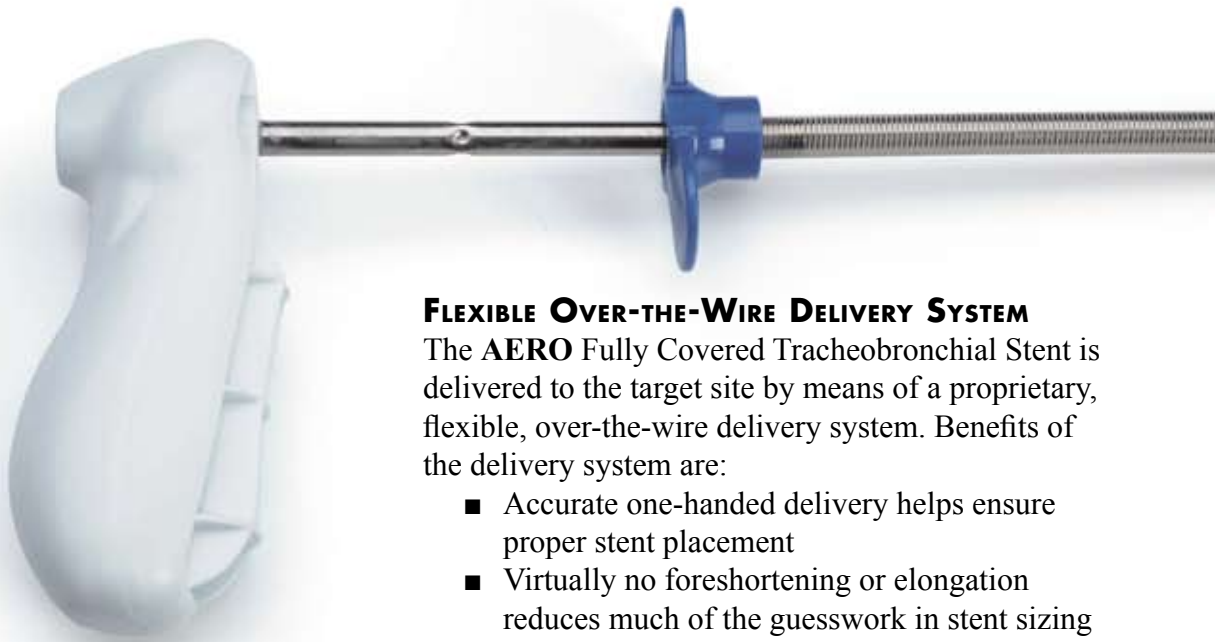 FLEXIBLE OVER-THE-WIRE DELIVERY SYSTEM
The AERO Fully Covered Tracheobronchial Stent is
delivered to the target site by means of a proprietary,
flexible, over-the-wire delivery system. Benefits of
the delivery system are:
■ Accurate one-handed delivery helps ensure
proper stent placement
■ Virtually no foreshortening or elongation
reduces much of the guesswork in stent sizing